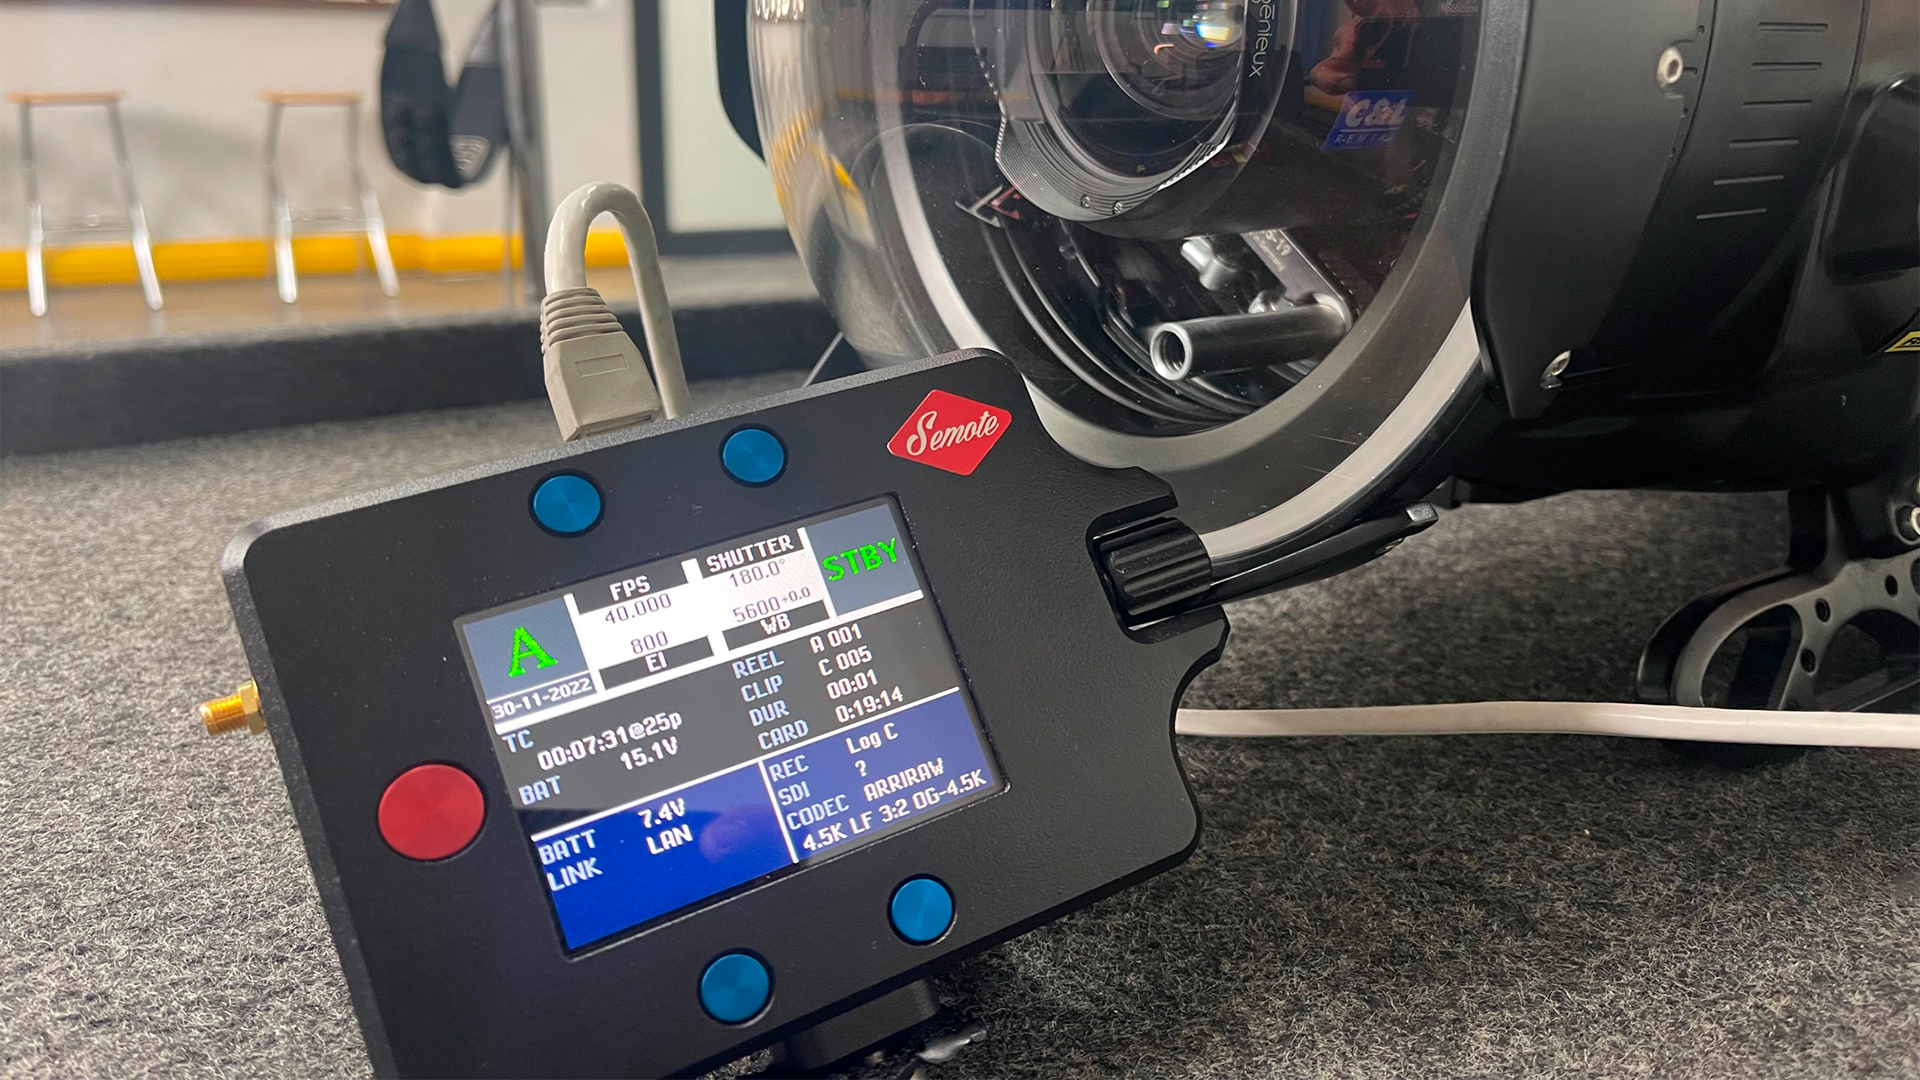 génieux
C&L
RENTAL
S-19
Semote
FPS
40.000
800
EI
SHUTTER
180.0°
5600+0.0
WB
STBY
A
30-11-2022
TC
00:07:31@25p
BAT 15.1V
REEL A 001
CLIP C 005
DUR 00:01
CARD 0:19:14
BATT 7.4V
LINK LAN
REC Log C
SDI ?
CODEC ARRIRAW
4.5K LF 3:2 OG-4.5K